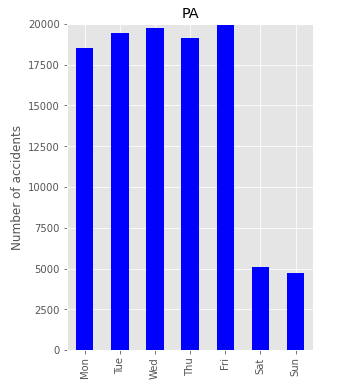 PA
Number of accidents
20000
17500
15000
12500
10000
7500
5000
2500
0
Mon
Tue
Wed
Thu
Fri
Sat
Sun